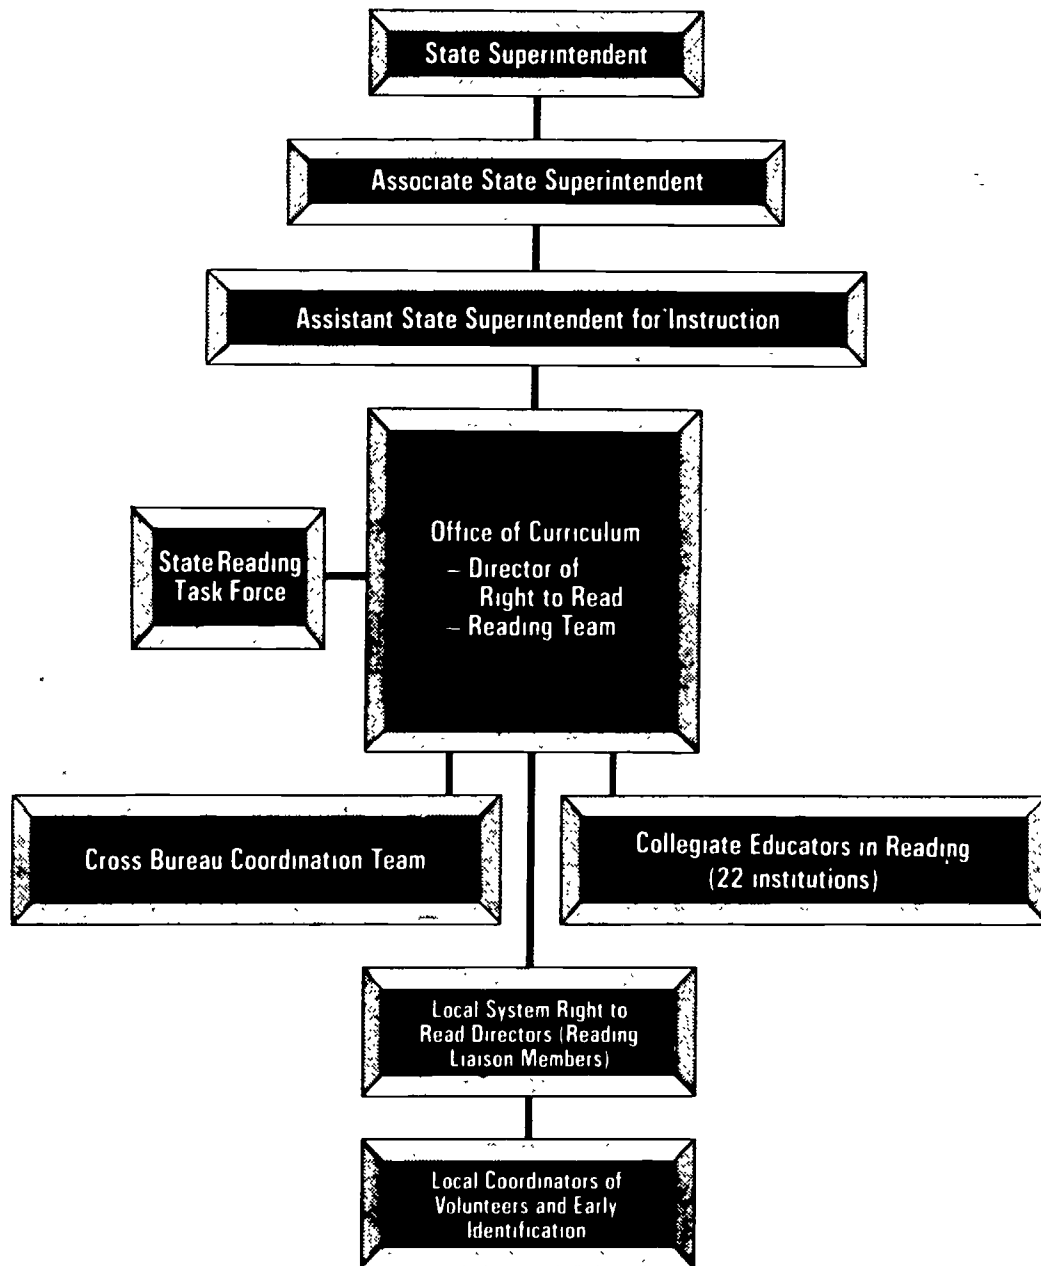 State Superintendent
Associate State Superintendent
Assistant State Superintendent for Instruction
Office of Curriculum
– Director of
Right to Read
– Reading Team
State Reading
Task Force
Cross Bureau Coordination Team
Collegiate Educators in Reading
(22 institutions)
Local System Right to
Read Directors (Reading
Liaison Members)
Local Coordinators of
Volunteers and Early
Identification